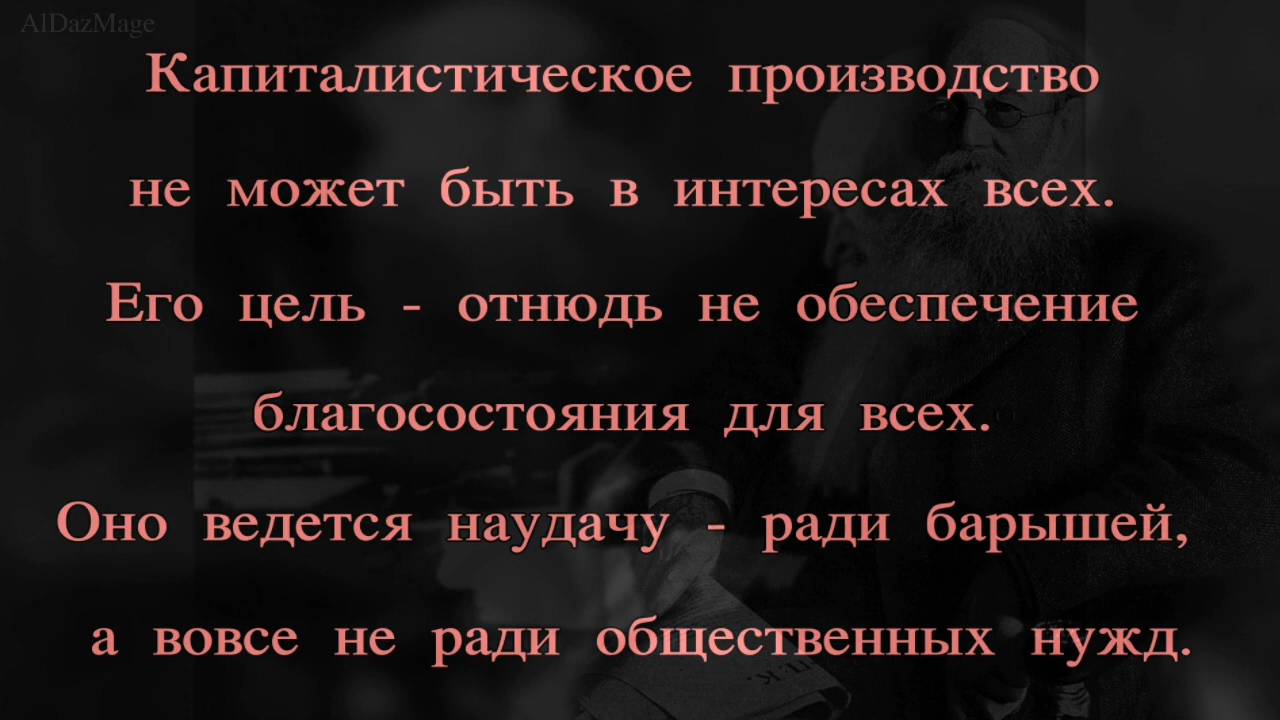 AlDazMage
Капиталистическое производство
не может быть в интересах всех.
Его цель - отнюдь не обеспечение
благосостояния для всех.
Оно ведется наудачу - ради барышей,
а вовсе не ради общественных нужд.